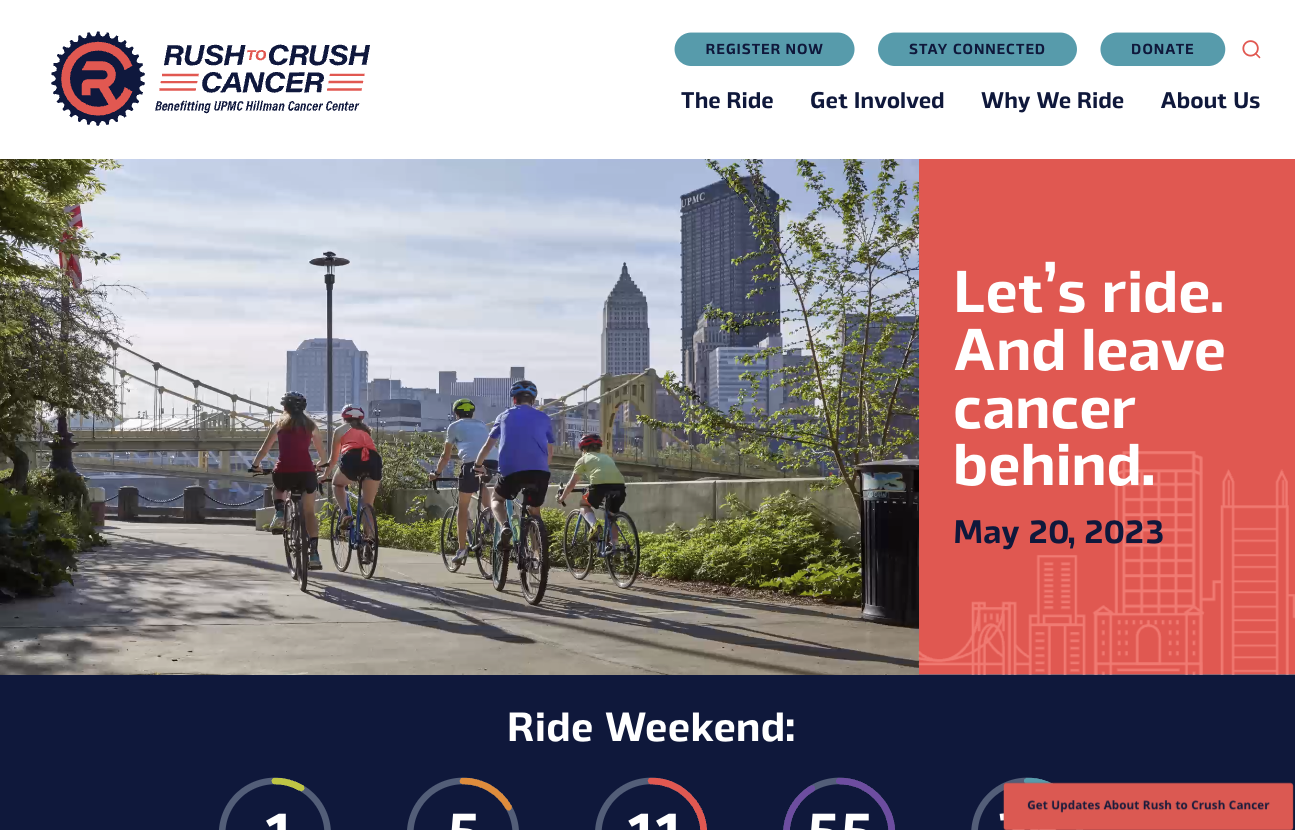 RUSH TO CRUSH
CANCER
Benefitting UPMC Hillman Cancer Center
REGISTER NOW
STAY CONNECTED
DONATE
The Ride
Get Involved
Why We Ride
About Us
UPMC
Let's ride.
And leave
cancer
behind.
May 20, 2023
Ride Weekend:
1
5
11
55
Get Updates About Rush to Crush Cancer